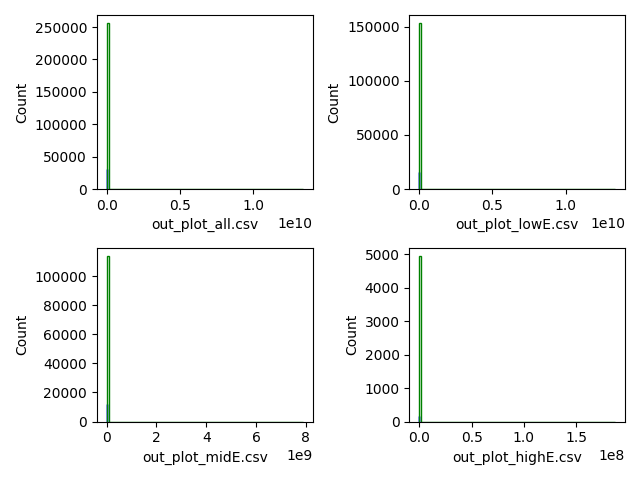 250000
200000
150000
100000
50000
0
Count
0.0 0.5 1.0
1e10
out_plot_all.csv
150000
100000
50000
0
Count
0.0 0.5 1.0
1e10
out_plot_lowE.csv
100000
80000
60000
40000
20000
0
Count
0 2 4 6 8
1e9
out_plot_midE.csv
5000
4000
3000
2000
1000
0
Count
0.0 0.5 1.0 1.5
1e8
out_plot_highE.csv